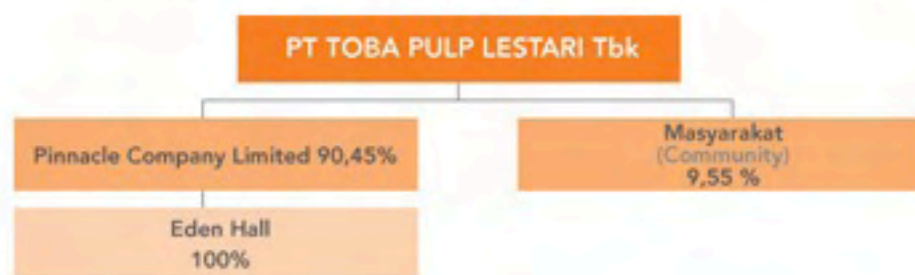 PT TOBA PULP LESTARI Tbk
Pinnacle Company Limited 90,45%
Masyarakat
(Community)
9,55 %
Eden Hall
100%